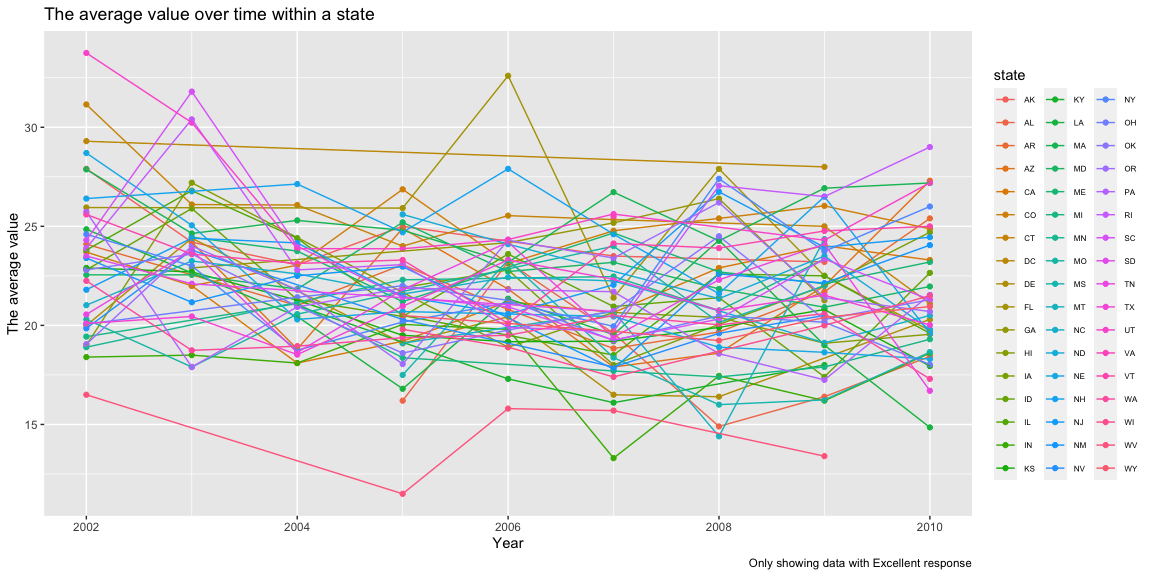 The average value over time within a state
The average value
30
25
20
15
2002
2004
2006
2008
2010
Year
Only showing data with Excellent response
state
AK
AL
AR
AZ
CA
CO
CT
DC
DE
FL
GA
HI
IA
ID
IL
IN
KS
KY
LA
MA
MD
ME
MI
MN
MO
MS
MT
NC
ND
NE
NH
NJ
NM
NV
NY
OH
OK
OR
PA
RI
SC
SD
TN
TX
UT
VA
VT
WA
WI
WV
WY